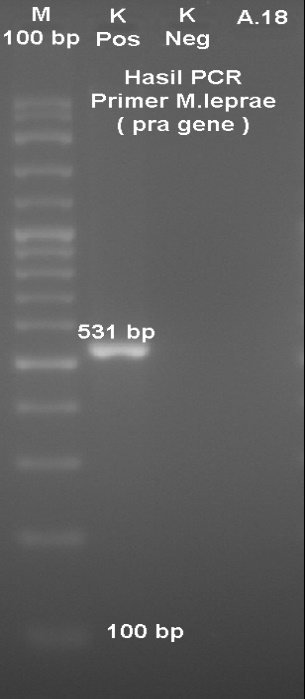 M K K A.18
100 bp Pos Neg
Hasil PCR
Primer M.leprae
( pra gene )
531 bp
100 bp